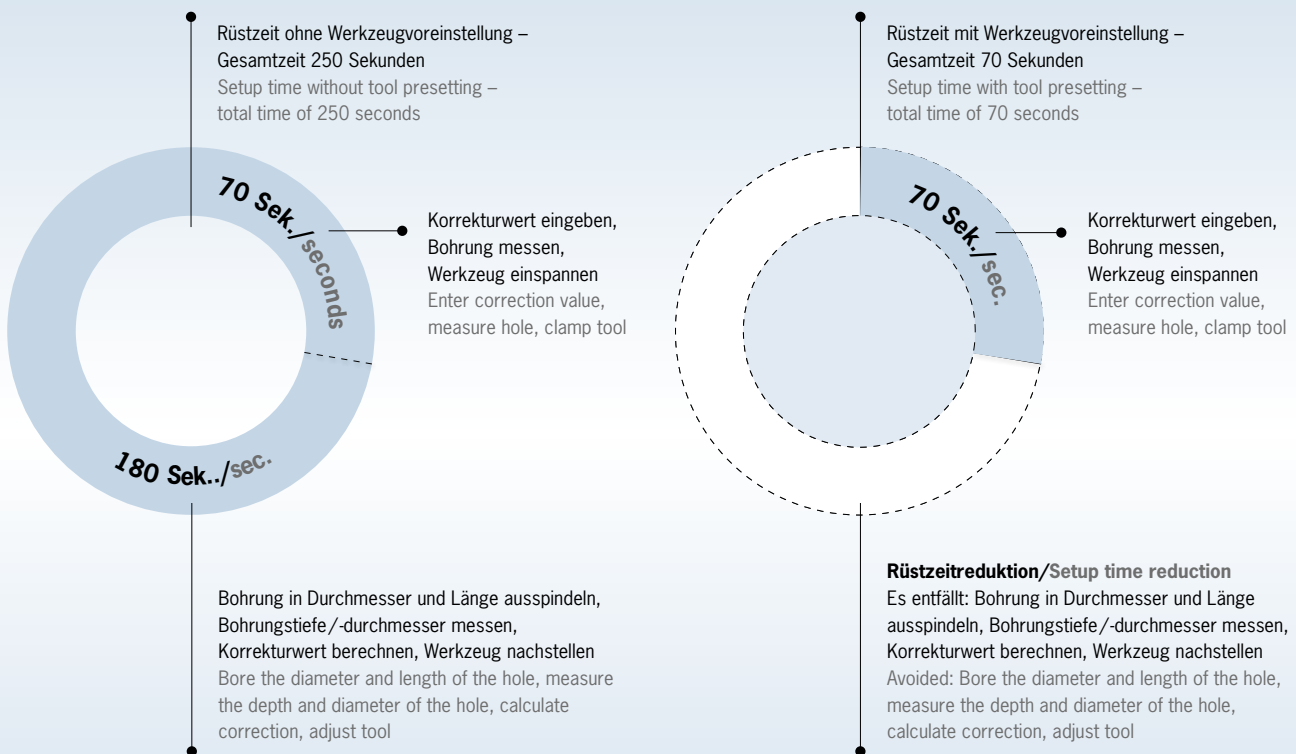 Rüstzeit ohne Werkzeugvoreinstellung –
Gesamtzeit 250 Sekunden
Setup time without tool presetting –
total time of 250 seconds
70 Sek./seconds
Korrekturwert eingeben,
Bohrung messen,
Werkzeug einspannen
Enter correction value,
measure hole, clamp tool
180 Sek../sec.
Bohrung in Durchmesser und Länge ausspindeln,
Bohrungstiefe/-durchmesser messen,
Korrekturwert berechnen, Werkzeug nachstellen
Bore the diameter and length of the hole, measure
the depth and diameter of the hole, calculate
correction, adjust tool
Rüstzeit mit Werkzeugvoreinstellung –
Gesamtzeit 70 Sekunden
Setup time with tool presetting –
total time of 70 seconds
70 Sek./sec.
Korrekturwert eingeben,
Bohrung messen,
Werkzeug einspannen
Enter correction value,
measure hole, clamp tool
Rüstzeitreduktion/Setup time reduction
Es entfällt: Bohrung in Durchmesser und Länge
ausspindeln, Bohrungstiefe/-durchmesser messen,
Korrekturwert berechnen, Werkzeug nachstellen
Avoided: Bore the diameter and length of the hole,
measure the depth and diameter of the hole,
calculate correction, adjust tool